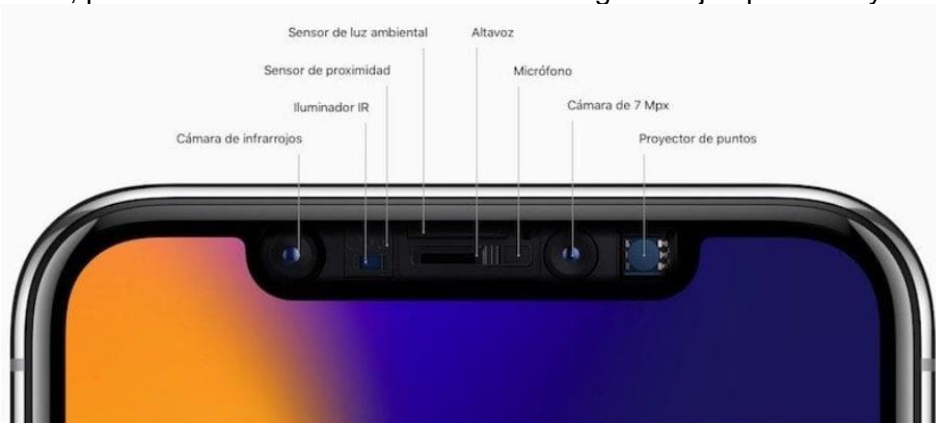 Sensor de luz ambiental
Altavoz
Sensor de proximidad
Micrófono
Iluminador IR
Cámara de 7 Mpx
Cámara de infrarrojos
Proyector de puntos